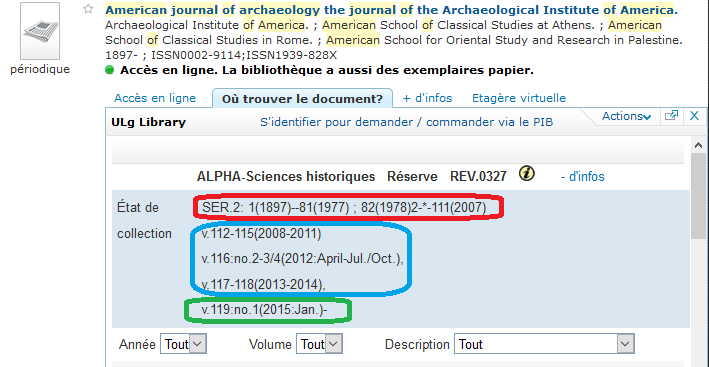 American journal of archaeology the journal of the Archaeological Institute of America.
Archaeological Institute of America. ; American School of Classical Studies at Athens. ; American
School of Classical Studies in Rome. ; American School for Oriental Study and Research in Palestine.
1897- ; ISSN0002-9114;ISSN1939-828X
périodique
Accès en ligne. La bibliothèque a aussi des exemplaires papier.
Accès en ligne Où trouver le document? + d'infos Etagère virtuelle
ULg Library S'identifier pour demander / commander via le PIB Actions X
ALPHA-Sciences historiques Réserve REV.0327 i - d'infos
État de collection
SER.2: 1(1897)--81(1977) ; 82(1978)2-*-111(2007)
v.112-115(2008-2011)
v.116:no.2-3/4(2012:April-Jul./Oct.),
v.117-118(2013-2014),
v.119:no.1(2015:Jan.)-
Année Tout Volume Tout Description Tout